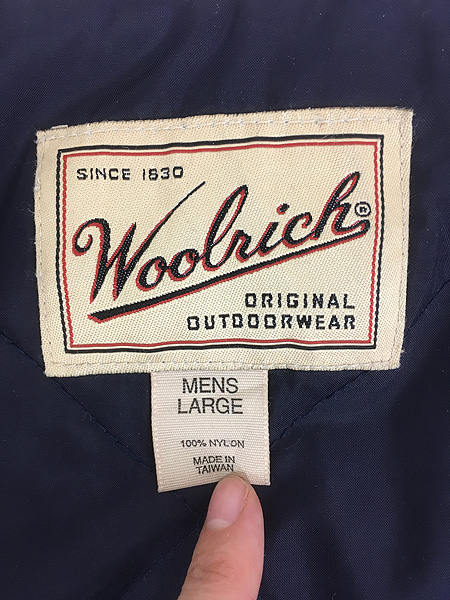 SINCE 1830
Woolrich®
ORIGINAL
OUTDOORWEAR
MENS
LARGE
100% NYLON
MADE IN
TAIWAN